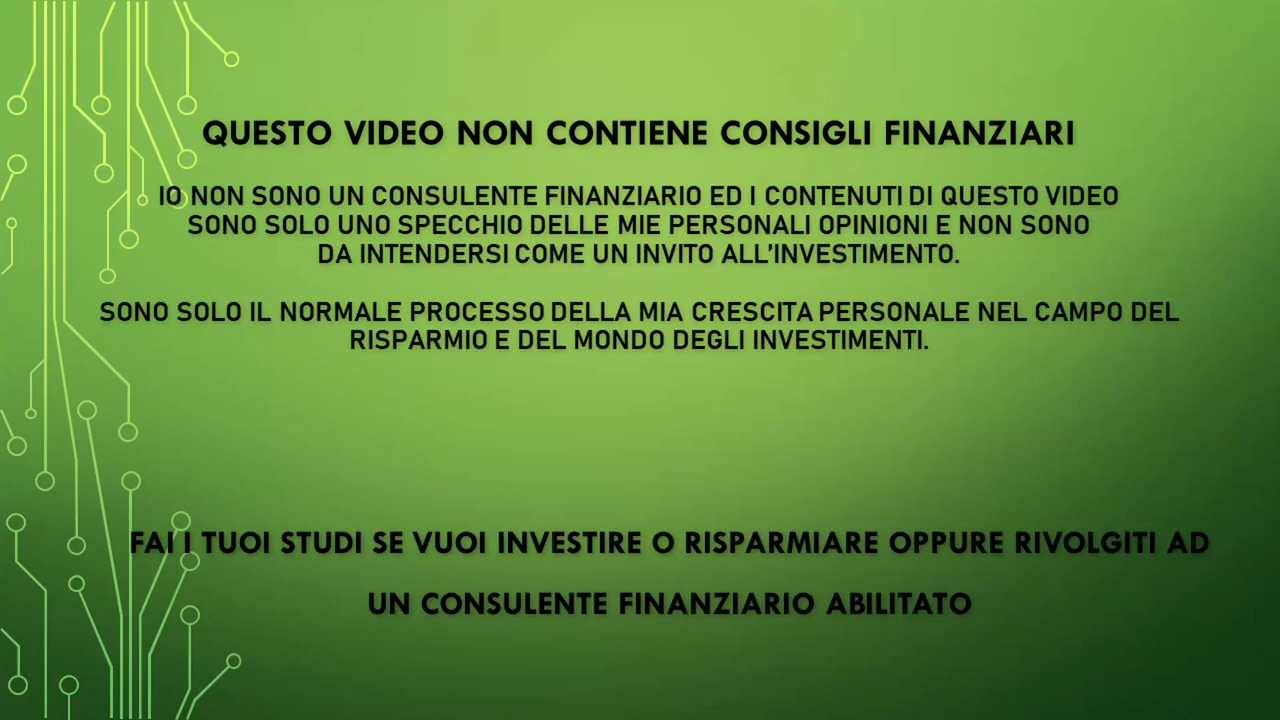 QUESTO VIDEO NON CONTIENE CONSIGLI FINANZIARI
IO NON SONO UN CONSULENTE FINANZIARIO ED I CONTENUTI DI QUESTO VIDEO
SONO SOLO UNO SPECCHIO DELLE MIE PERSONALI OPINIONI E NON SONO
DA INTENDERSI COME UN INVITO ALL'INVESTIMENTO.
SONO SOLO IL NORMALE PROCESSO DELLA MIA CRESCITA PERSONALE NEL CAMPO DEL
RISPARMIO E DEL MONDO DEGLI INVESTIMENTI.
FAI I TUOI STUDI SE VUOI INVESTIRE O RISPARMIARE OPPURE RIVOLGITI AD
UN CONSULENTE FINANZIARIO ABILITATO